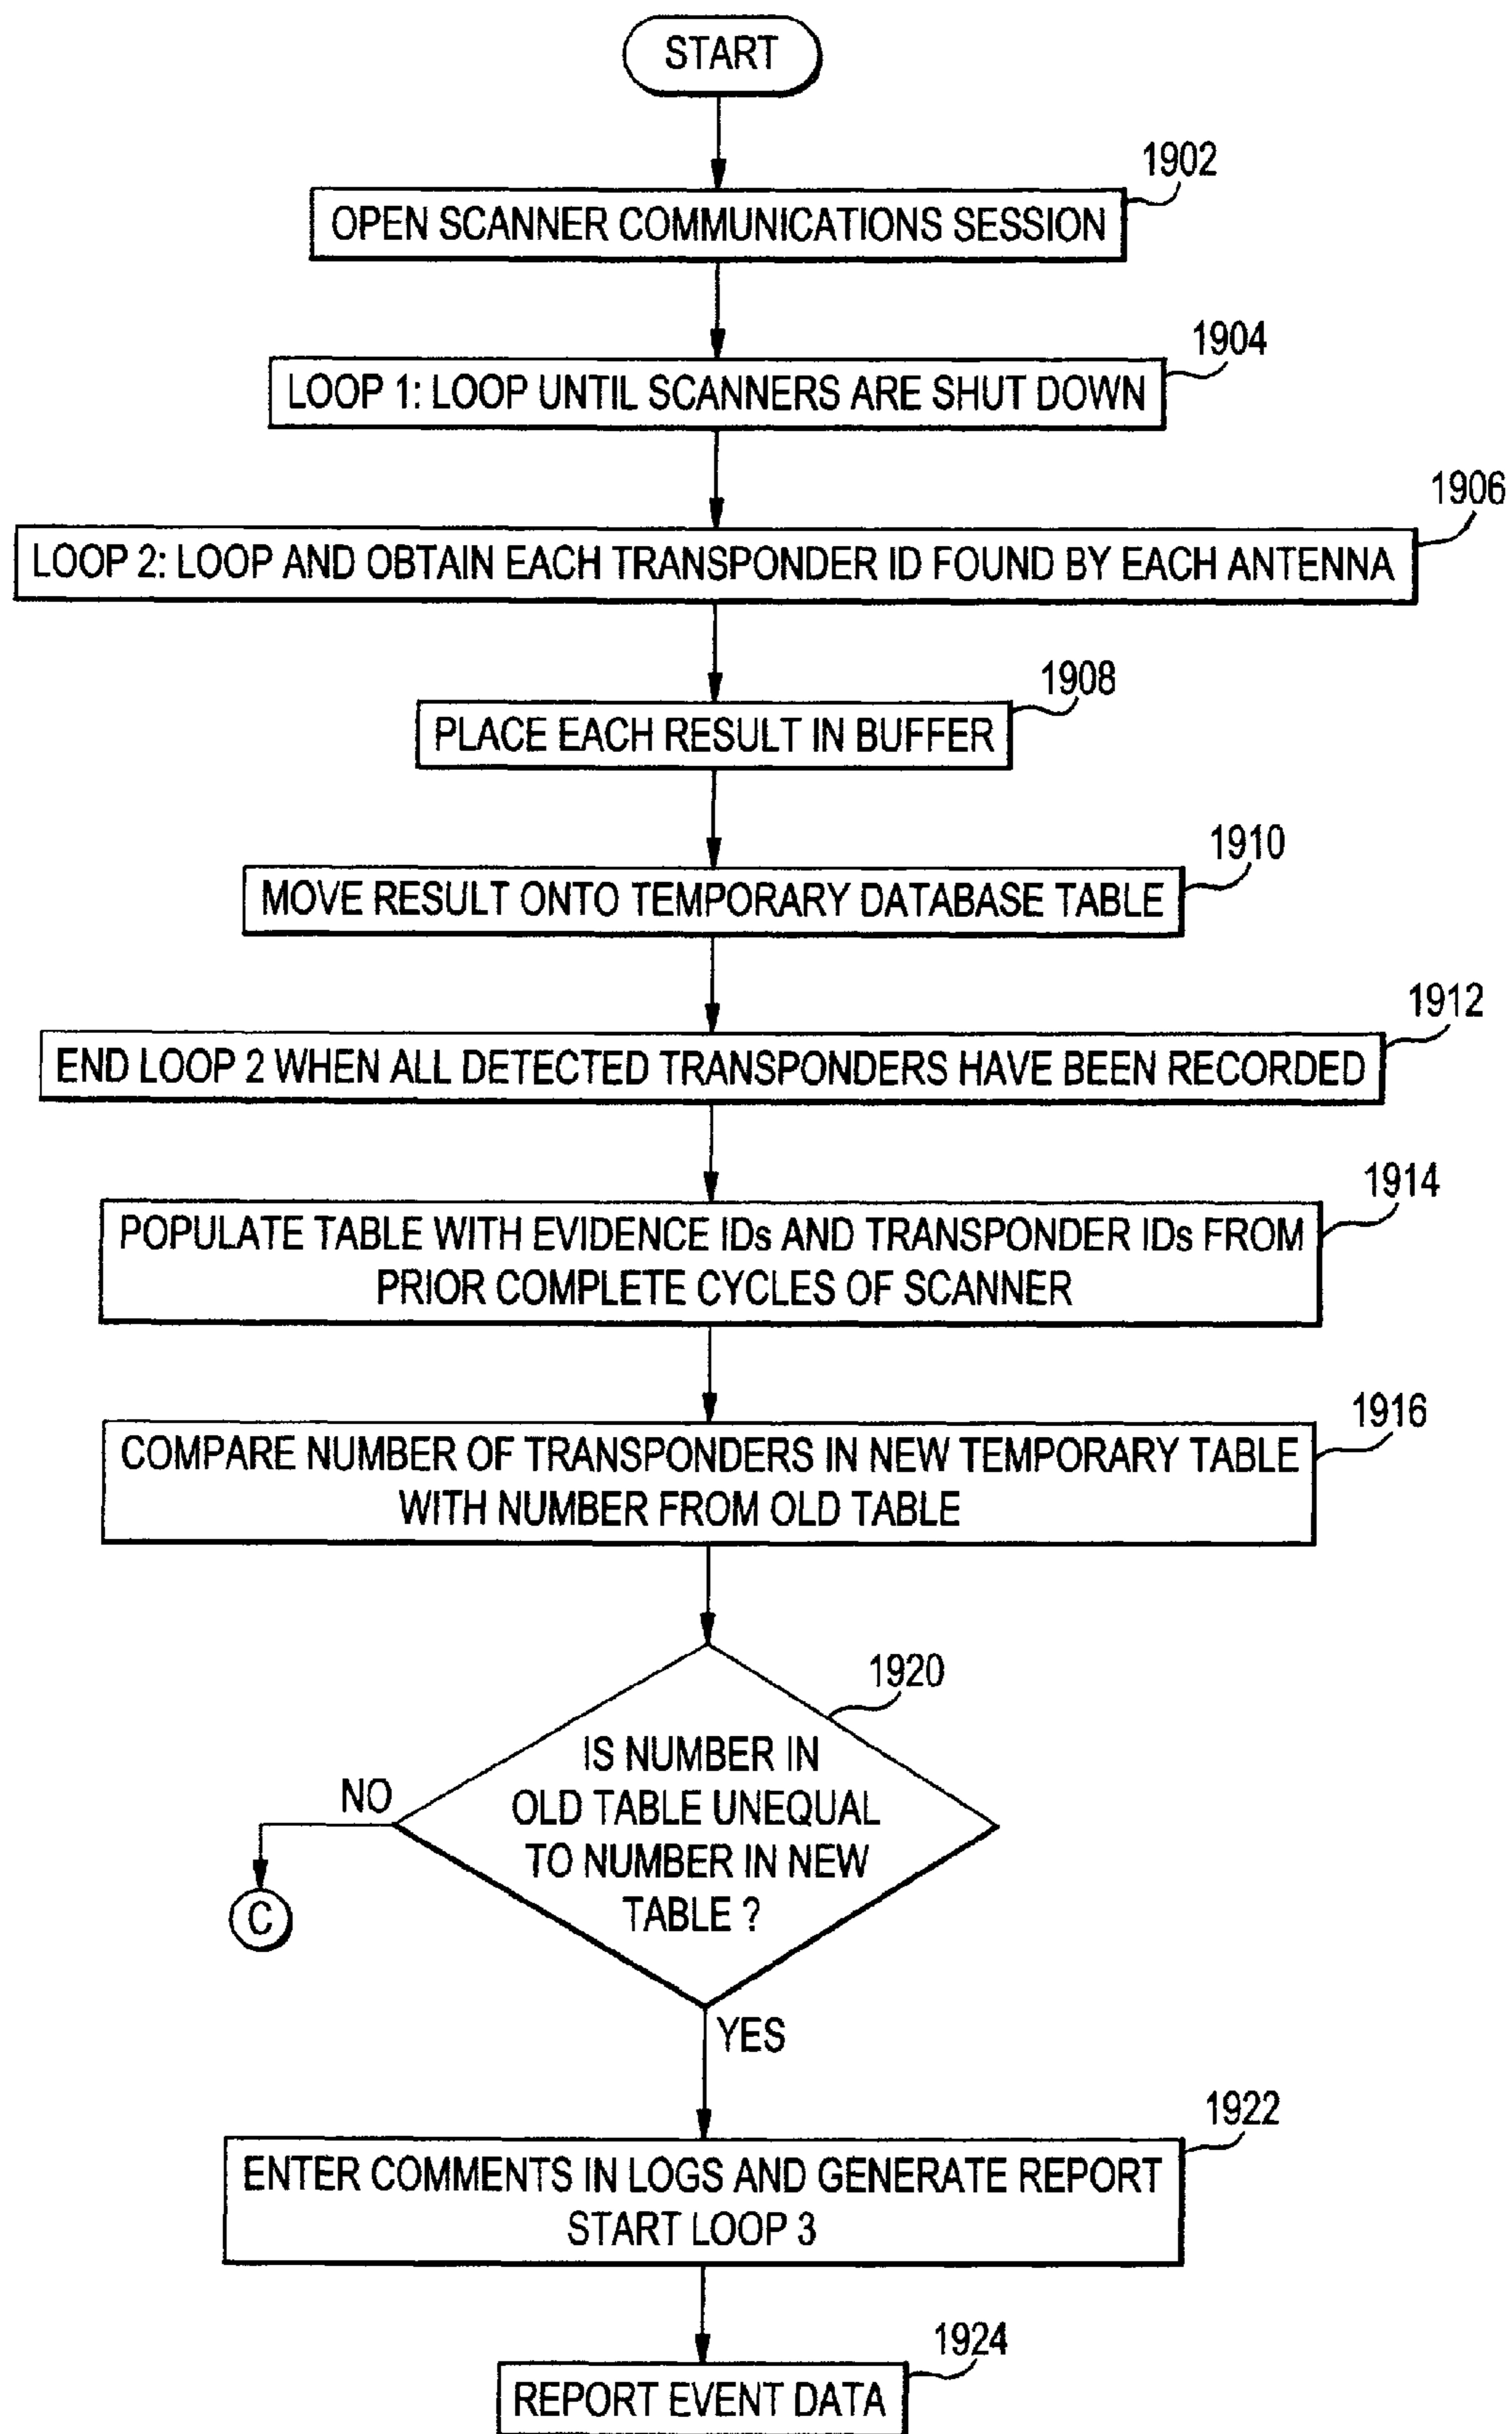 START
1902
OPEN SCANNER COMMUNICATIONS SESSION
1904
LOOP 1: LOOP UNTIL SCANNERS ARE SHUT DOWN
1906
LOOP 2: LOOP AND OBTAIN EACH TRANSPONDER ID FOUND BY EACH ANTENNA
1908
PLACE EACH RESULT IN BUFFER
1910
MOVE RESULT ONTO TEMPORARY DATABASE TABLE
1912
END LOOP 2 WHEN ALL DETECTED TRANSPONDERS HAVE BEEN RECORDED
1914
POPULATE TABLE WITH EVIDENCE IDs AND TRANSPONDER IDs FROM
PRIOR COMPLETE CYCLES OF SCANNER
1916
COMPARE NUMBER OF TRANSPONDERS IN NEW TEMPORARY TABLE
WITH NUMBER FROM OLD TABLE
1920
IS NUMBER IN
OLD TABLE UNEQUAL
TO NUMBER IN NEW
TABLE ?
NO
C
YES
1922
ENTER COMMENTS IN LOGS AND GENERATE REPORT
START LOOP 3
1924
REPORT EVENT DATA